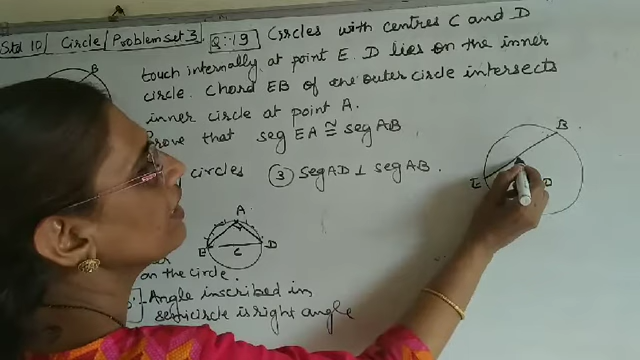 Std 10 / Circle / Problem set 3 Q:19 Circles with centres C and D
touch internally at point E. D lies on the inner
circle. Chord EB of the outer circle intersects
inner circle at point A.
Prove that seg EA ≅ seg AB
circles ③ seg AD ⊥ seg AB.
B
B
E
D
A
E
C
D
on the circle.
Angle inscribed in
semicircle is right angle